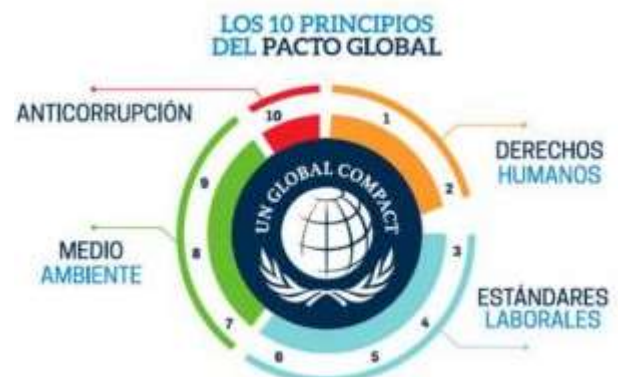 LOS 10 PRINCIPIOS
DEL PACTO GLOBAL
ANTICORRUPCIÓN
10
1
2
DERECHOS
HUMANOS
UN GLOBAL COMPACT
9
8
7
MEDIO
AMBIENTE
3
4
5
6
ESTÁNDARES
LABORALES